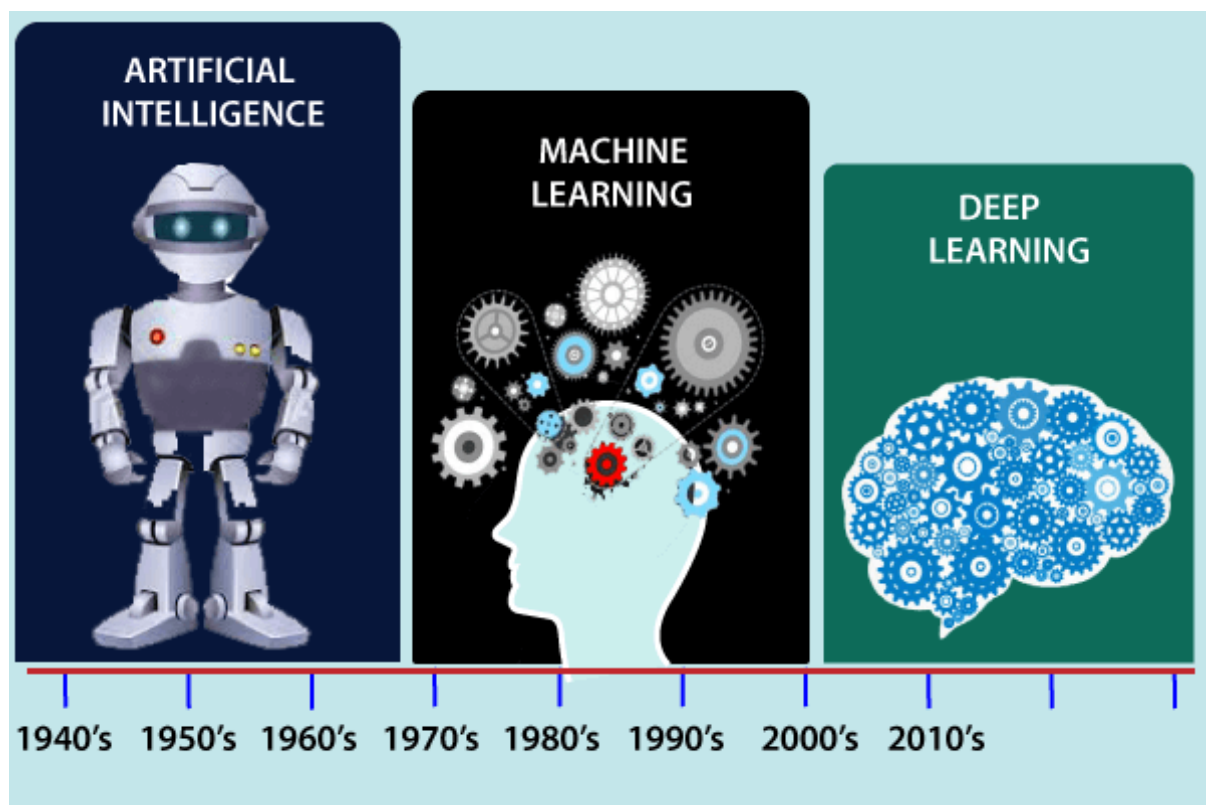 ARTIFICIAL
INTELLIGENCE
MACHINE
LEARNING
DEEP
LEARNING
1940’s 1950’s 1960’s 1970’s 1980’s 1990’s 2000’s 2010’s